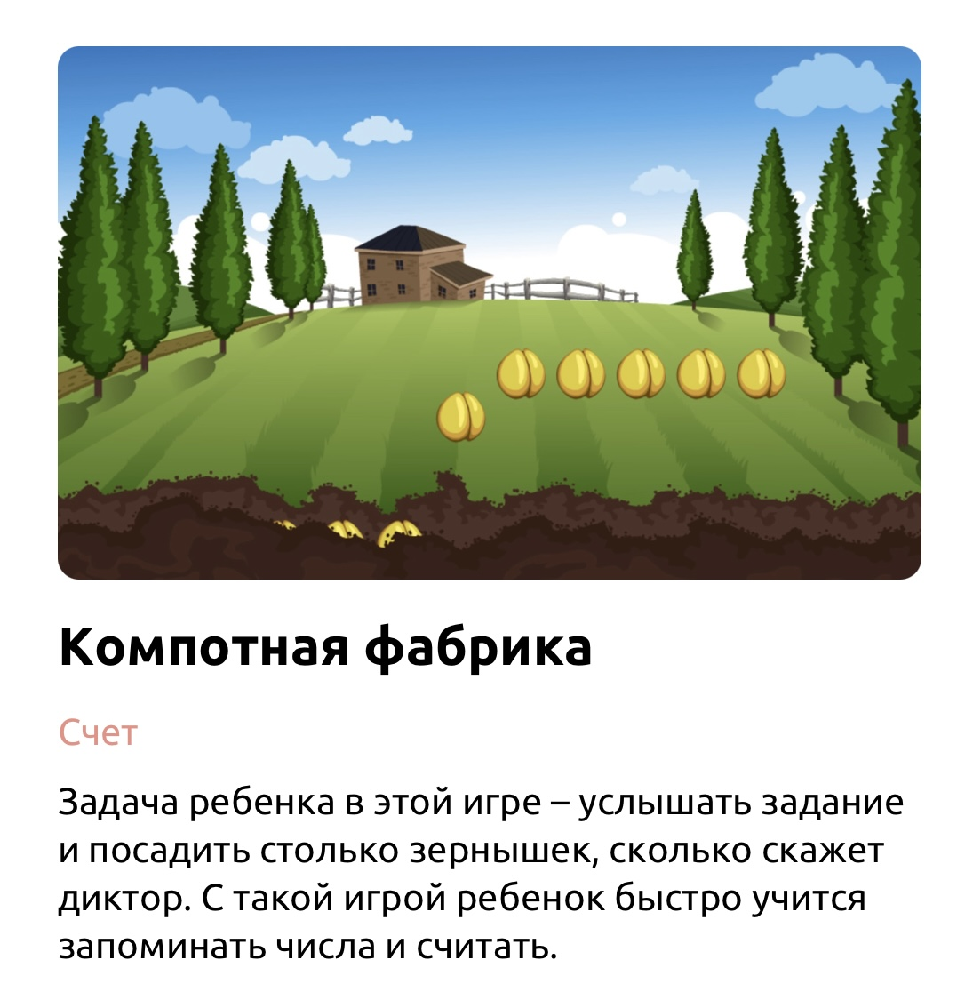 Компотная фабрика
Счет
Задача ребенка в этой игре – услышать задание
и посадить столько зернышек, сколько скажет
диктор. С такой игрой ребенок быстро учится
запоминать числа и считать.